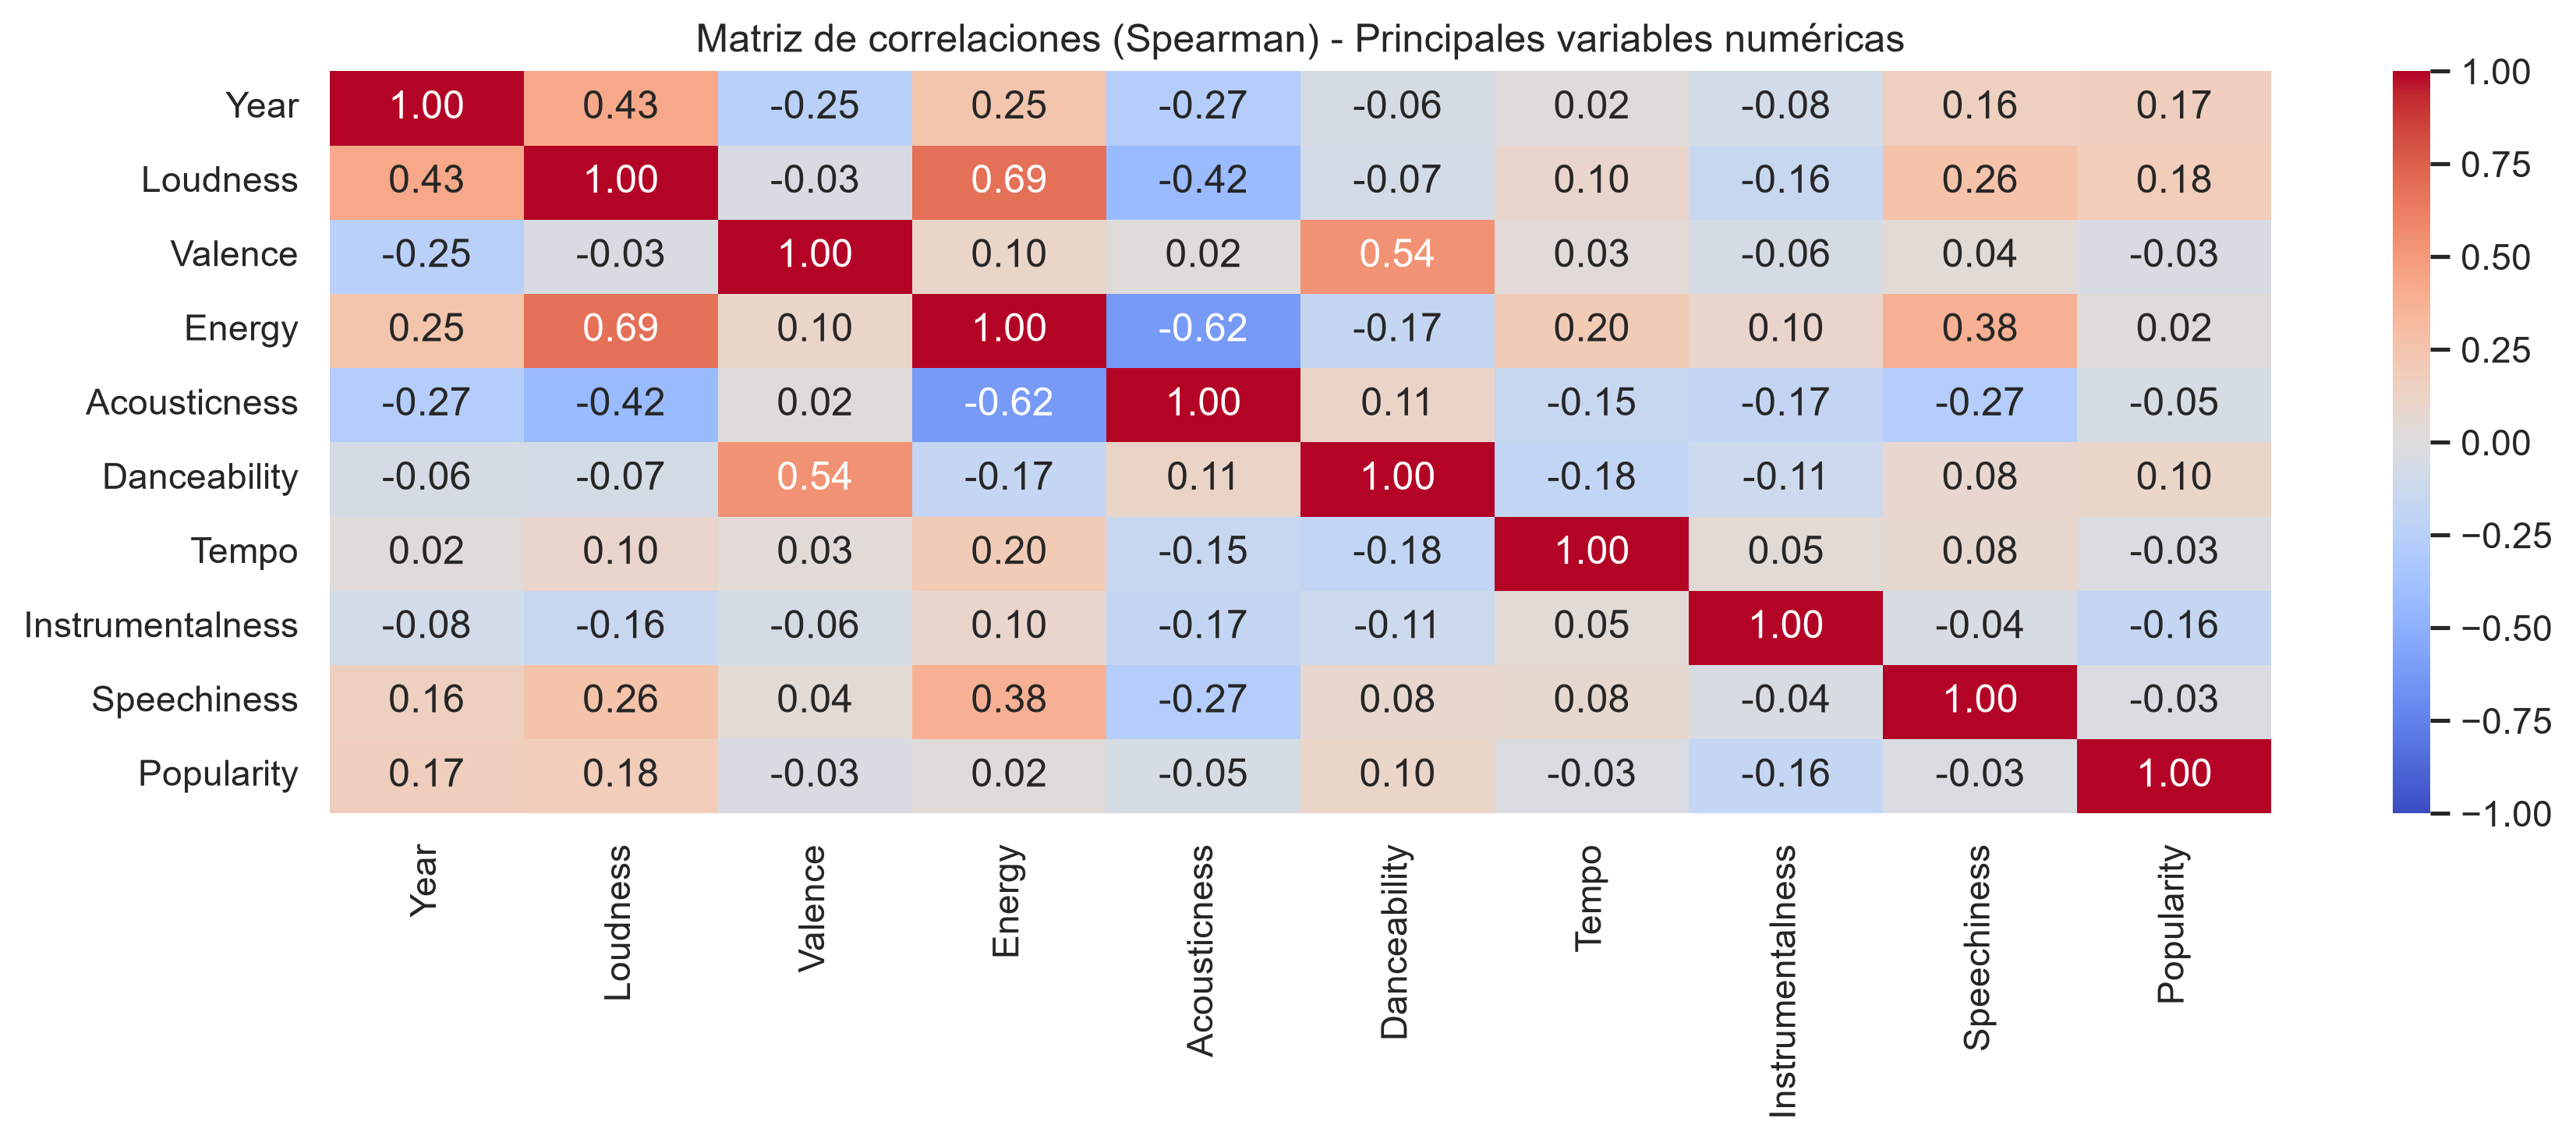 Matriz de correlaciones (Spearman) - Principales variables numéricas
Year 1.00 0.43 -0.25 0.25 -0.27 -0.06 0.02 -0.08 0.16 0.17
Loudness 0.43 1.00 -0.03 0.69 -0.42 -0.07 0.10 -0.16 0.26 0.18
Valence -0.25 -0.03 1.00 0.10 0.02 0.54 0.03 -0.06 0.04 -0.03
Energy 0.25 0.69 0.10 1.00 -0.62 -0.17 0.20 0.10 0.38 0.02
Acousticness -0.27 -0.42 0.02 -0.62 1.00 0.11 -0.15 -0.17 -0.27 -0.05
Danceability -0.06 -0.07 0.54 -0.17 0.11 1.00 -0.18 -0.11 0.08 0.10
Tempo 0.02 0.10 0.03 0.20 -0.15 -0.18 1.00 0.05 0.08 -0.03
Instrumentalness -0.08 -0.16 -0.06 0.10 -0.17 -0.11 0.05 1.00 -0.04 -0.16
Speechiness 0.16 0.26 0.04 0.38 -0.27 0.08 0.08 -0.04 1.00 -0.03
Popularity 0.17 0.18 -0.03 0.02 -0.05 0.10 -0.03 -0.16 -0.03 1.00
Year
Loudness
Valence
Energy
Acousticness
Danceability
Tempo
Instrumentalness
Speechiness
Popularity
1.00
0.75
0.50
0.25
0.00
−0.25
−0.50
−0.75
−1.00